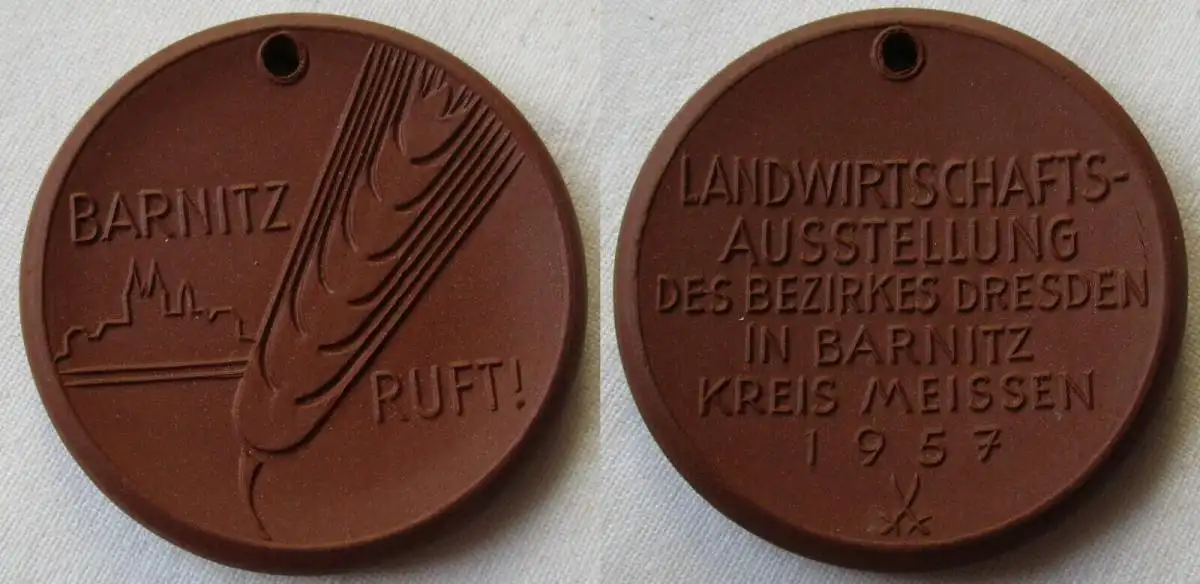 BARNITZ
RUFT!
LANDWIRTSCHAFTS-
AUSSTELLUNG
DES BEZIRKES DRESDEN
IN BARNITZ
KREIS MEISSEN
1957